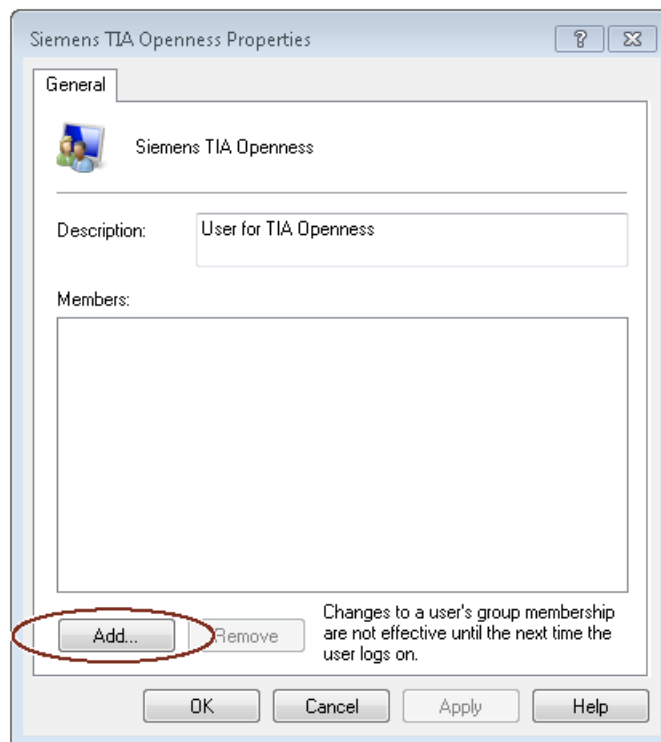 Siemens TIA Openness Properties
General
Siemens TIA Openness
Description:
User for TIA Openness
Members:
Add...
Remove
Changes to a user's group membership
are not effective until the next time the
user logs on.
OK
Cancel
Apply
Help